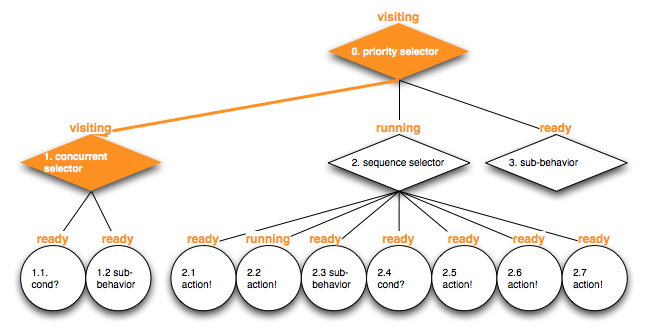 visiting
0. priority selector
visiting
running
ready
1. concurrent
selector
2. sequence selector
3. sub-behavior
ready
ready
ready
running
ready
ready
ready
ready
ready
1.1.
cond?
1.2 sub-
behavior
2.1
action!
2.2
action!
2.3 sub-
behavior
2.4
cond?
2.5
action!
2.6
action!
2.7
action!